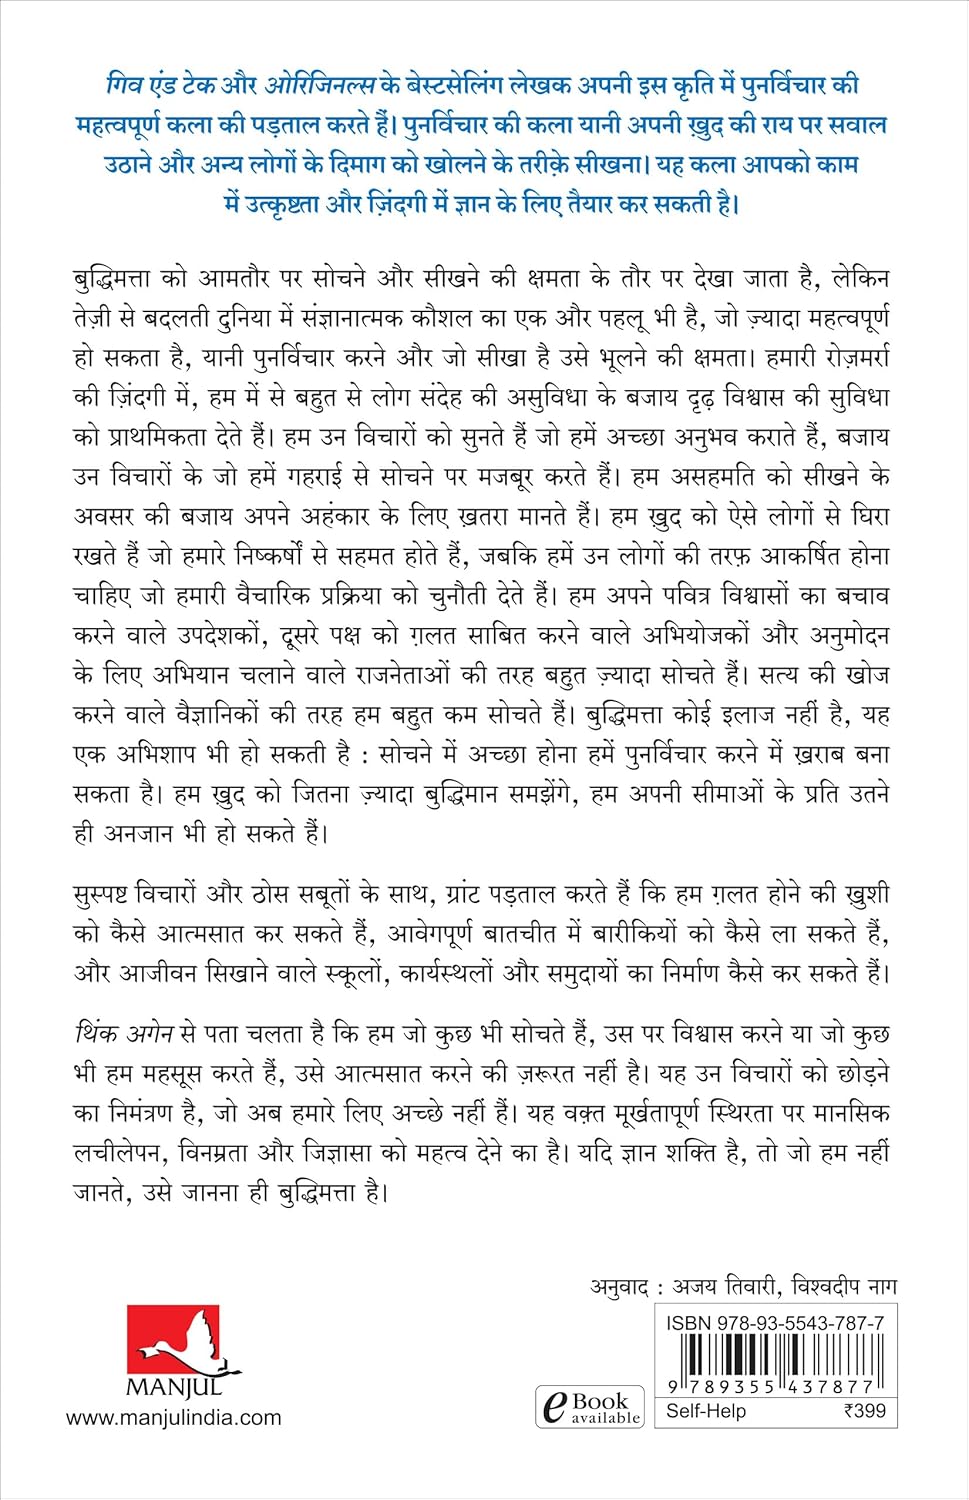 गिव एंड टेक और ओरिजिनल्स के बेस्टसेलिंग लेखक अपनी इस कृति में पुनर्विचार की
महत्वपूर्ण कला की पड़ताल करते हैं। पुनर्विचार की कला यानी अपनी ख़ुद की राय पर सवाल
उठाने और अन्य लोगों के दिमाग को खोलने के तरीक़े सीखना। यह कला आपको काम
में उत्कृष्टता और ज़िंदगी में ज्ञान के लिए तैयार कर सकती है।
बुद्धिमत्ता को आमतौर पर सोचने और सीखने की क्षमता के तौर पर देखा जाता है, लेकिन
तेज़ी से बदलती दुनिया में संज्ञानात्मक कौशल का एक और पहलू भी है, जो ज़्यादा महत्वपूर्ण
हो सकता है, यानी पुनर्विचार करने और जो सीखा है उसे भूलने की क्षमता। हमारी रोज़मर्रा
की ज़िंदगी में, हम में से बहुत से लोग संदेह की असुविधा के बजाय दृढ़ विश्वास की सुविधा
को प्राथमिकता देते हैं। हम उन विचारों को सुनते हैं जो हमें अच्छा अनुभव कराते हैं, बजाय
उन विचारों के जो हमें गहराई से सोचने पर मजबूर करते हैं। हम असहमति को सीखने के
अवसर की बजाय अपने अहंकार के लिए ख़तरा मानते हैं। हम ख़ुद को ऐसे लोगों से घिरा
रखते हैं जो हमारे निष्कर्षों से सहमत होते हैं, जबकि हमें उन लोगों की तरफ़ आकर्षित होना
चाहिए जो हमारी वैचारिक प्रक्रिया को चुनौती देते हैं। हम अपने पवित्र विश्वासों का बचाव
करने वाले उपदेशकों, दूसरे पक्ष को ग़लत साबित करने वाले अभियोजकों और अनुमोदन
के लिए अभियान चलाने वाले राजनेताओं की तरह बहुत ज़्यादा सोचते हैं। सत्य की खोज
करने वाले वैज्ञानिकों की तरह हम बहुत कम सोचते हैं। बुद्धिमत्ता कोई इलाज नहीं है, यह
एक अभिशाप भी हो सकती है : सोचने में अच्छा होना हमें पुनर्विचार करने में ख़राब बना
सकता है। हम ख़ुद को जितना ज़्यादा बुद्धिमान समझेंगे, हम अपनी सीमाओं के प्रति उतने
ही अनजान भी हो सकते हैं।
सुस्पष्ट विचारों और ठोस सबूतों के साथ, ग्रांट पड़ताल करते हैं कि हम ग़लत होने की ख़ुशी
को कैसे आत्मसात कर सकते हैं, आवेगपूर्ण बातचीत में बारीकियों को कैसे ला सकते हैं,
और आजीवन सिखाने वाले स्कूलों, कार्यस्थलों और समुदायों का निर्माण कैसे कर सकते हैं।
थिंक अगेन से पता चलता है कि हम जो कुछ भी सोचते हैं, उस पर विश्वास करने या जो कुछ
भी हम महसूस करते हैं, उसे आत्मसात करने की ज़रूरत नहीं है। यह उन विचारों को छोड़ने
का निमंत्रण है, जो अब हमारे लिए अच्छे नहीं हैं। यह वक़्त मूर्खतापूर्ण स्थिरता पर मानसिक
लचीलेपन, विनम्रता और जिज्ञासा को महत्व देने का है। यदि ज्ञान शक्ति है, तो जो हम नहीं
जानते, उसे जानना ही बुद्धिमत्ता है।
अनुवाद : अजय तिवारी, विश्वदीप नाग
MANJUL
www.manjulindia.com
e Book
available
ISBN 978-93-5543-787-7
9 789355 437877
Self-Help ₹399